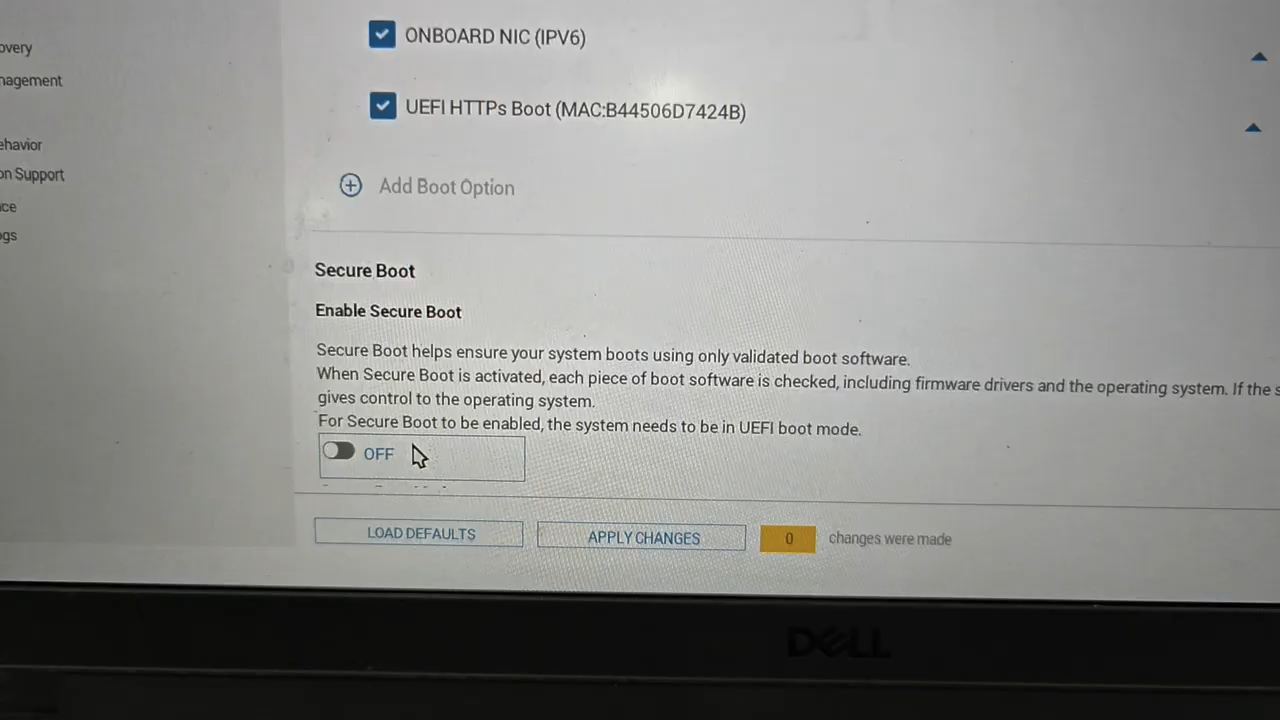 overy
nagement
ehavior
on Support
ce
gs
ONBOARD NIC (IPV6)
UEFI HTTPs Boot (MAC:B44506D7424B)
Add Boot Option
Secure Boot
Enable Secure Boot
Secure Boot helps ensure your system boots using only validated boot software.
When Secure Boot is activated, each piece of boot software is checked, including firmware drivers and the operating system. If the s
gives control to the operating system.
For Secure Boot to be enabled, the system needs to be in UEFI boot mode.
OFF
LOAD DEFAULTS
APPLY CHANGES
0
changes were made
DELL